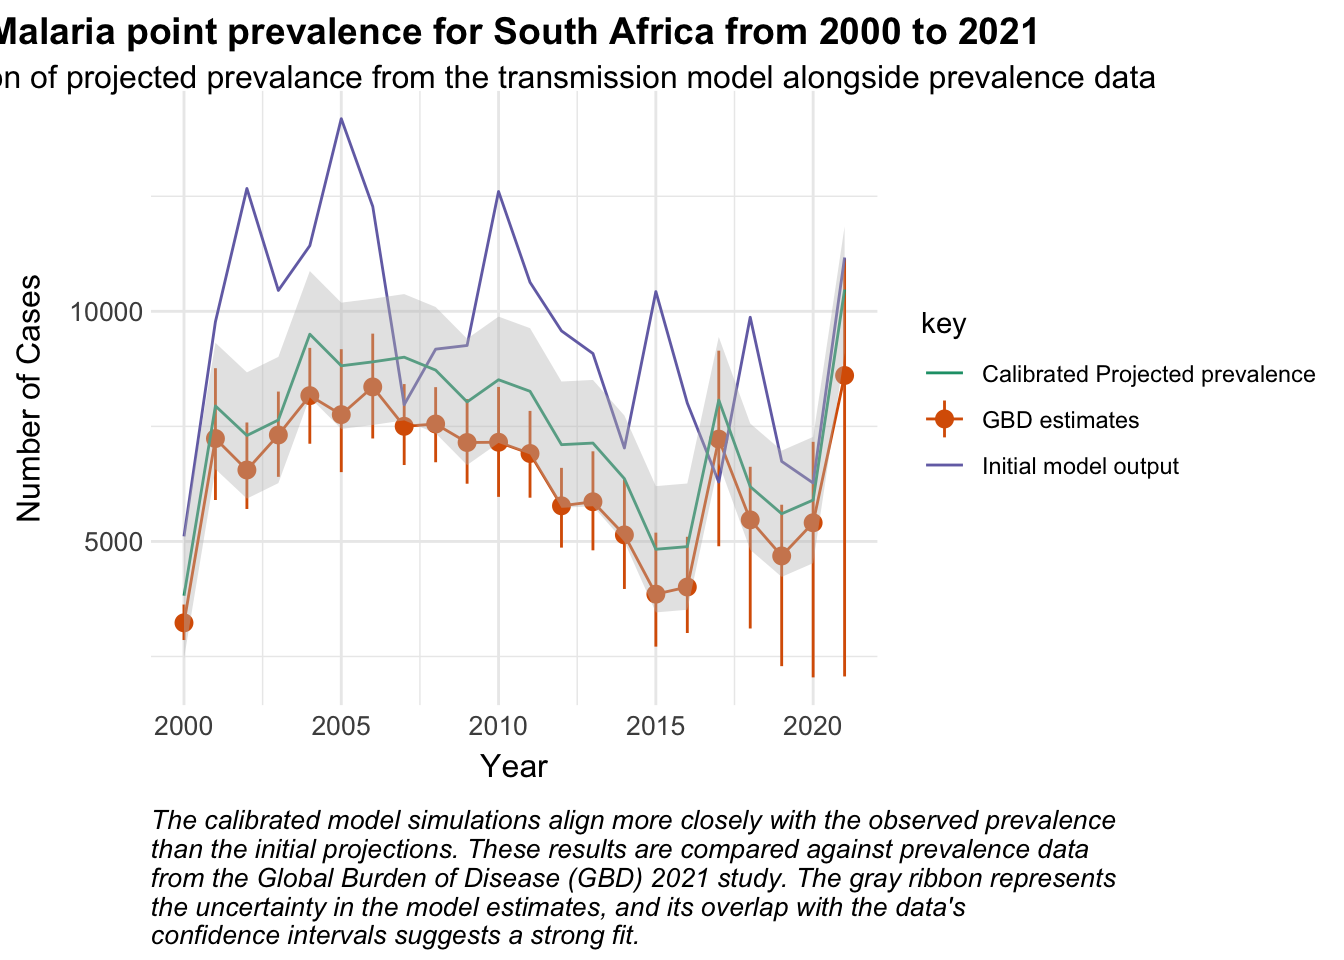 Malaria point prevalence for South Africa from 2000 to 2021
on of projected prevalance from the transmission model alongside prevalence data
Number of Cases
10000
5000
2000 2005 2010 2015 2020
Year
key
Calibrated Projected prevalence
GBD estimates
Initial model output
The calibrated model simulations align more closely with the observed prevalence
than the initial projections. These results are compared against prevalence data
from the Global Burden of Disease (GBD) 2021 study. The gray ribbon represents
the uncertainty in the model estimates, and its overlap with the data's
confidence intervals suggests a strong fit.